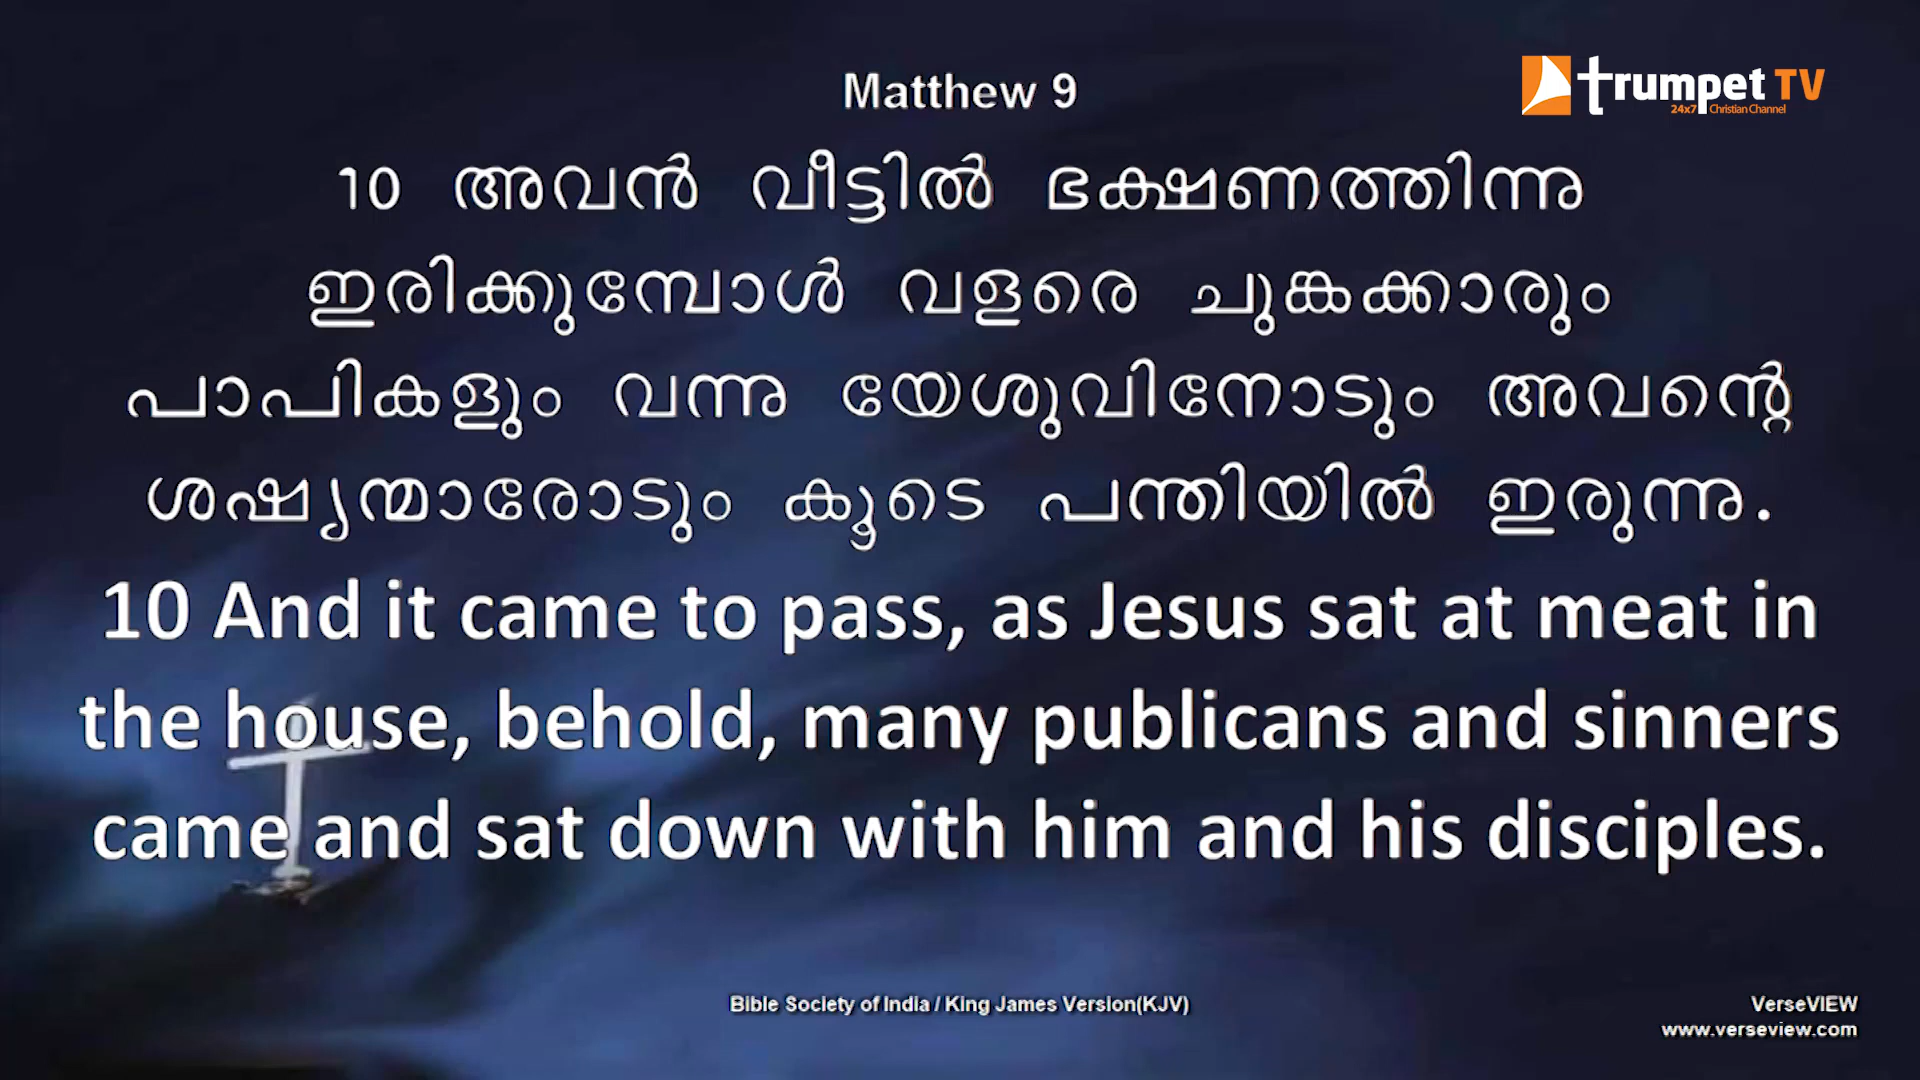 Matthew 9
trumpet TV
24x7 Christian Channel
10 അവൻ വീട്ടിൽ ഭക്ഷണത്തിന്നു
ഇരിക്കുമ്പോൾ വളരെ ചുങ്കക്കാരും
പാപികളും വന്നു യേശുവിനോടും അവന്റെ
ശഷ്യന്മാരോടും കൂടെ പന്തിയിൽ ഇരുന്നു.
10 And it came to pass, as Jesus sat at meat in
the house, behold, many publicans and sinners
came and sat down with him and his disciples.
Bible Society of India / King James Version(KJV)
VerseVIEW
www.verseview.com